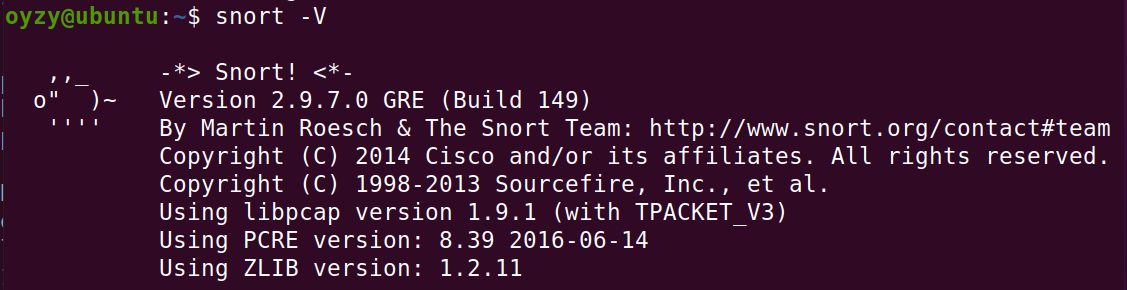 oyzy@ubuntu:~$ snort -V
   ,,_     -*> Snort! <*-
  o"  )~   Version 2.9.7.0 GRE (Build 149)
   ''''    By Martin Roesch & The Snort Team: http://www.snort.org/contact#team
           Copyright (C) 2014 Cisco and/or its affiliates. All rights reserved.
           Copyright (C) 1998-2013 Sourcefire, Inc., et al.
           Using libpcap version 1.9.1 (with TPACKET_V3)
           Using PCRE version: 8.39 2016-06-14
           Using ZLIB version: 1.2.11